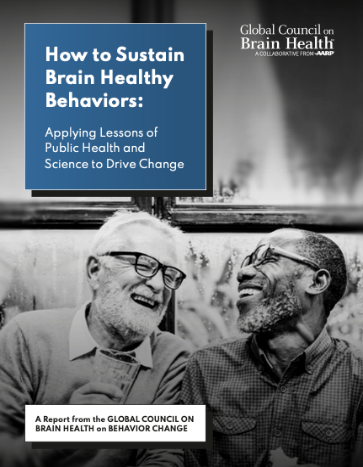 Global Council on
Brain Health
A COLLABORATIVE FROM AARP
How to Sustain
Brain Healthy
Behaviors:
Applying Lessons of
Public Health and
Science to Drive Change
A Report from the GLOBAL COUNCIL ON
BRAIN HEALTH on BEHAVIOR CHANGE